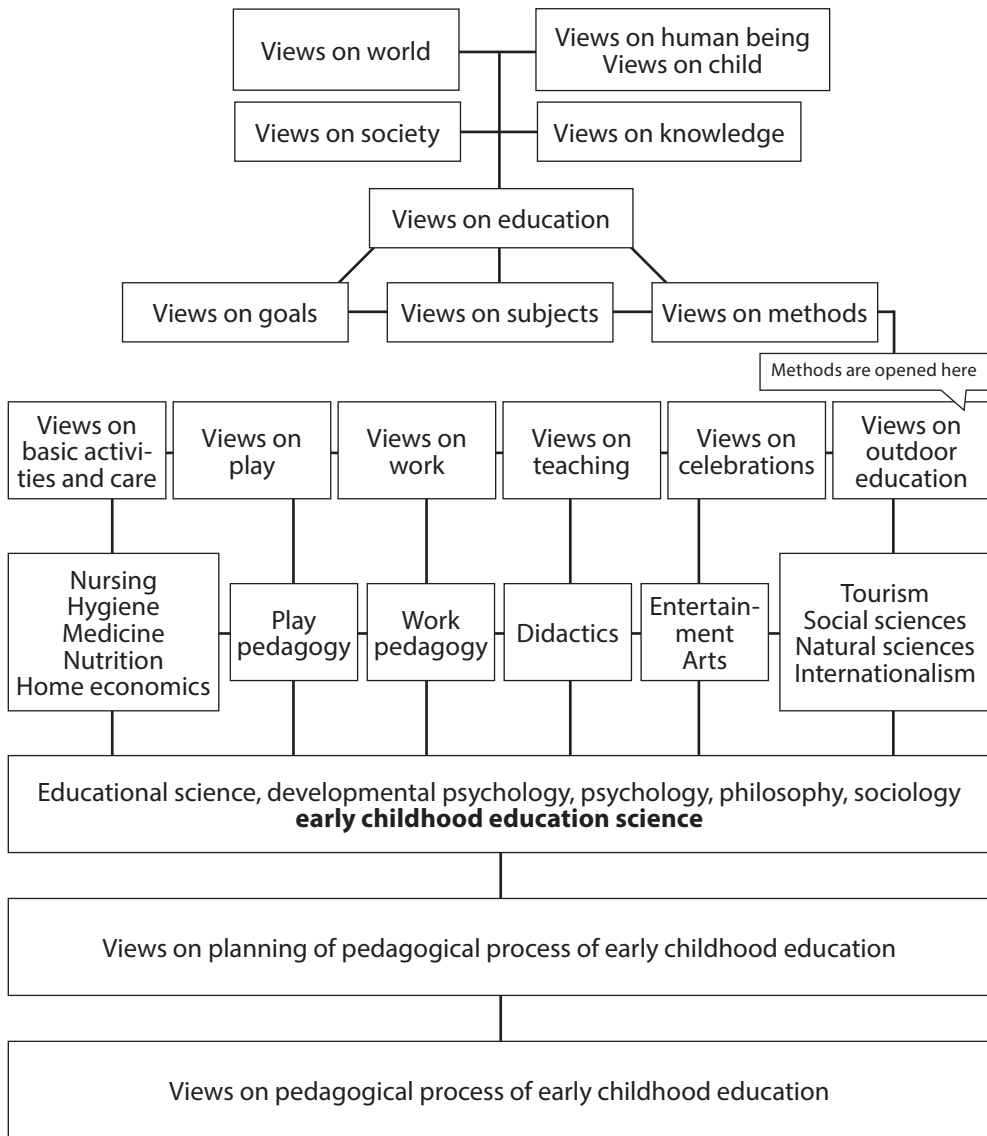 Views on world
Views on human being
Views on child
Views on society
Views on knowledge
Views on education
Views on goals
Views on subjects
Views on methods
Methods are opened here
Views on
basic activi-
ties and care
Views on
play
Views on
work
Views on
teaching
Views on
celebrations
Views on
outdoor
education
Nursing
Hygiene
Medicine
Nutrition
Home economics
Play
pedagogy
Work
pedagogy
Didactics
Entertain-
ment
Arts
Tourism
Social sciences
Natural sciences
Internationalism
Educational science, developmental psychology, psychology, philosophy, sociology
early childhood education science
Views on planning of pedagogical process of early childhood education
Views on pedagogical process of early childhood education